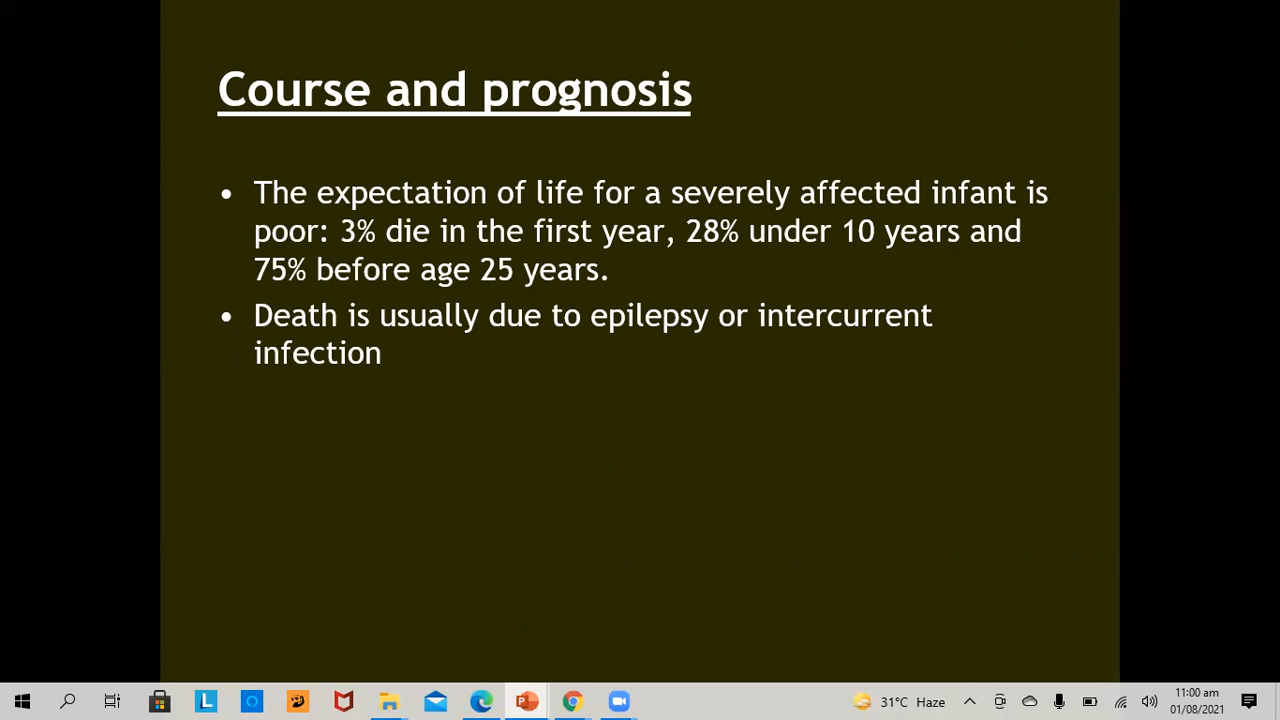 Course and prognosis
• The expectation of life for a severely affected infant is
poor: 3% die in the first year, 28% under 10 years and
75% before age 25 years.
• Death is usually due to epilepsy or intercurrent
infection
L
31°C Haze
11:00 am
01/08/2021